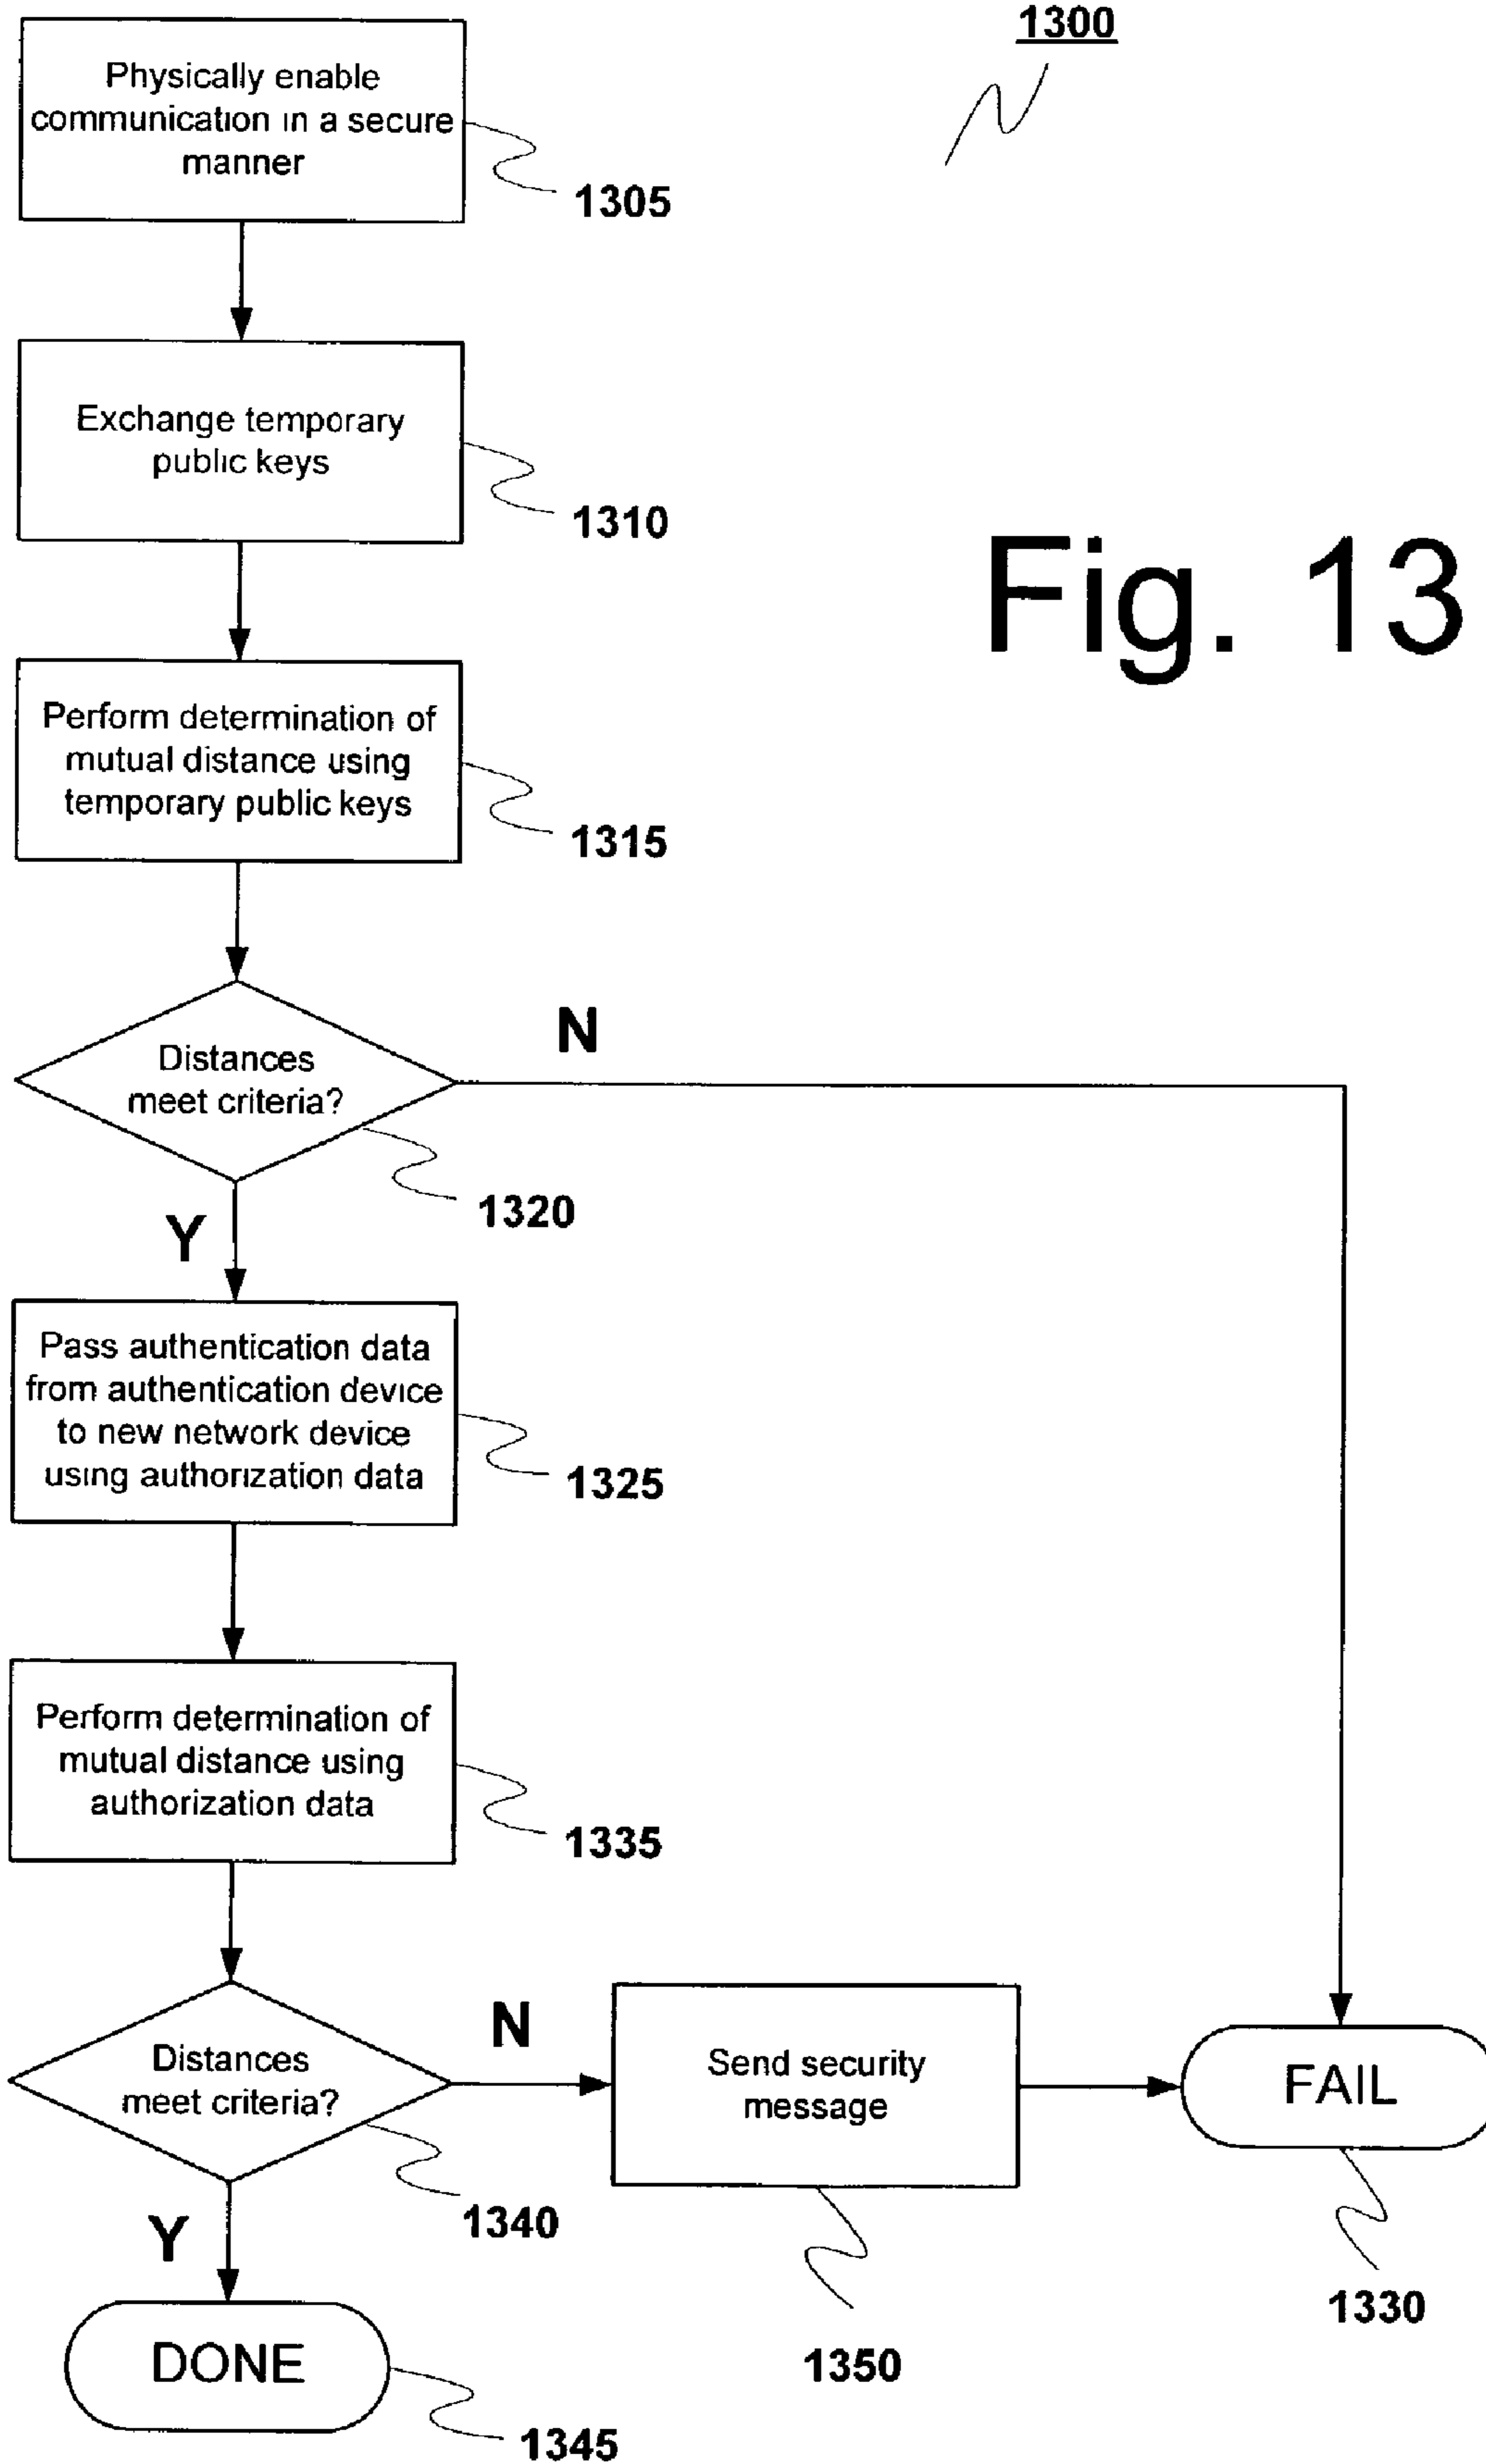 1300
Physically enable
communication in a secure
manner
1305
Exchange temporary
public keys
1310
Fig. 13
Perform determination of
mutual distance using
temporary public keys
1315
Distances
meet criteria?
N
1320
Y
Pass authentication data
from authentication device
to new network device
using authorization data
1325
Perform determination of
mutual distance using
authorization data
1335
Distances
meet criteria?
N
1340
Send security
message
1350
FAIL
1330
Y
DONE
1345